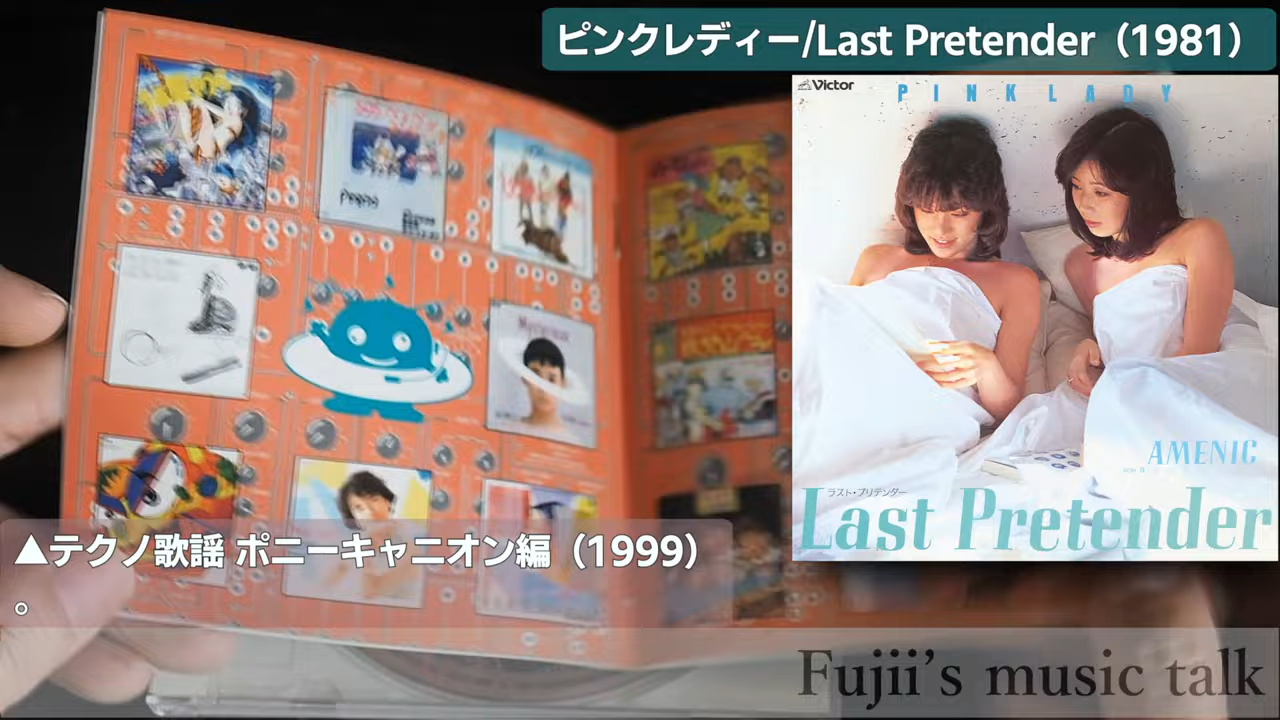 ピンクレディー/Last Pretender（1981）
Victor
PINK LADY
AMENIC
ラスト・プリテンダー
Last Pretender
▲テクノ歌謡 ポニーキャニオン編（1999）
。
Fujii's music talk